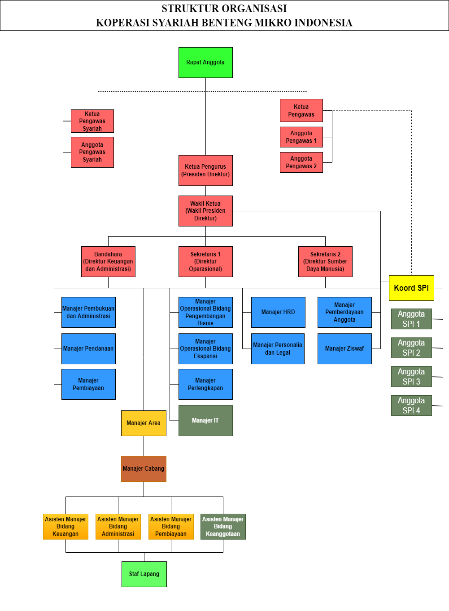 STRUKTUR ORGANISASI
KOPERASI SYARIAH BENTENG MIKRO INDONESIA
Rapat Anggota
Ketua
Pengawas
Syariah
Anggota
Pengawas
Syariah
Ketua
Pengawas
Anggota
Pengawas 1
Anggota
Pengawas 2
Ketua Pengurus
(Presiden Direktur)
Wakil Ketua
(Wakil Presiden
Direktur)
Bendahara
(Direktur Keuangan
dan Administrasi)
Sekretaris 1
(Direktur
Operasional)
Sekretaris 2
(Direktur Sumber
Daya Manusia)
Koord SPI
Anggota
SPI 1
Anggota
SPI 2
Anggota
SPI 3
Anggota
SPI 4
Manajer Pembukuan
dan Administrasi
Manajer Pendanaan
Manajer
Pembiayaan
Manajer
Operasional Bidang
Pengembangan
Bisnis
Manajer
Operasional Bidang
Ekspansi
Manajer
Perlengkapan
Manajer IT
Manajer HRD
Manajer Personalia
dan Legal
Manajer
Pemberdayaan
Anggota
Manajer Ziswaf
Manajer Area
Manajer Cabang
Asisten Manajer
Bidang
Keuangan
Asisten Manajer
Bidang
Administrasi
Asisten Manajer
Bidang
Pembiayaan
Asisten Manajer
Bidang
Keanggotaan
Staf Lapang